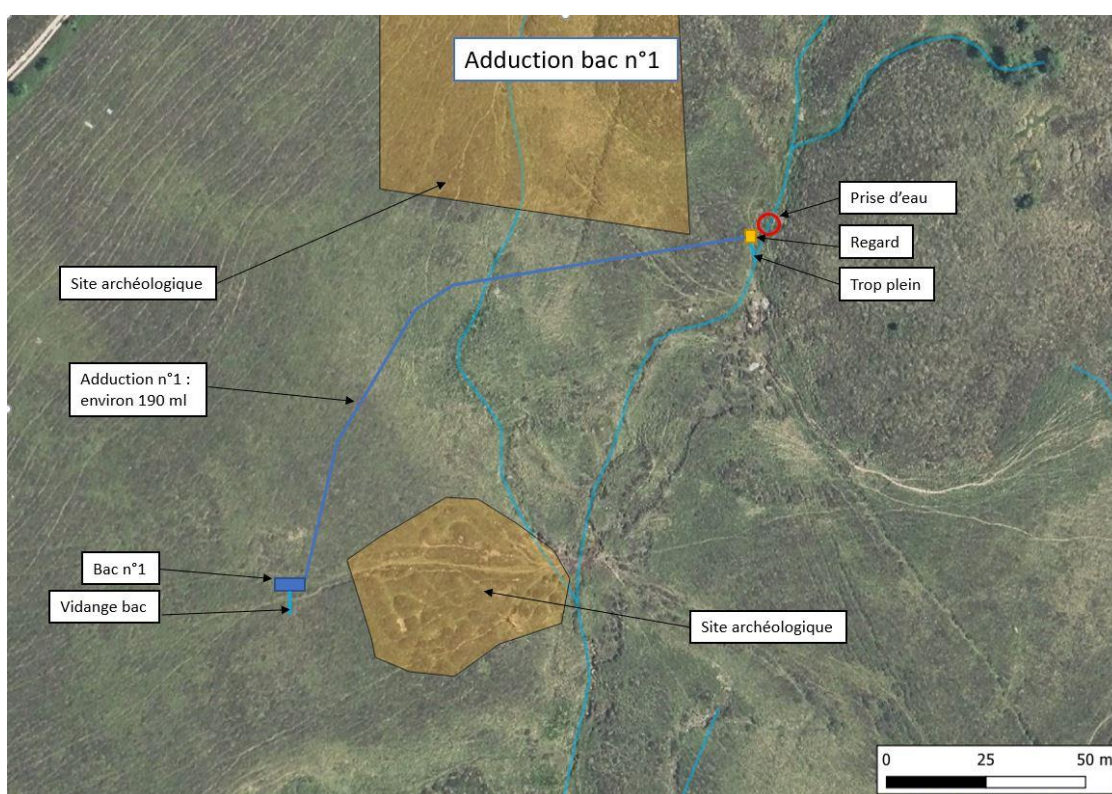 Adduction bac n°1
Prise d'eau
Regard
Trop plein
Site archéologique
Adduction n°1 :
environ 190 ml
Bac n°1
Vidange bac
Site archéologique
0 25 50 m